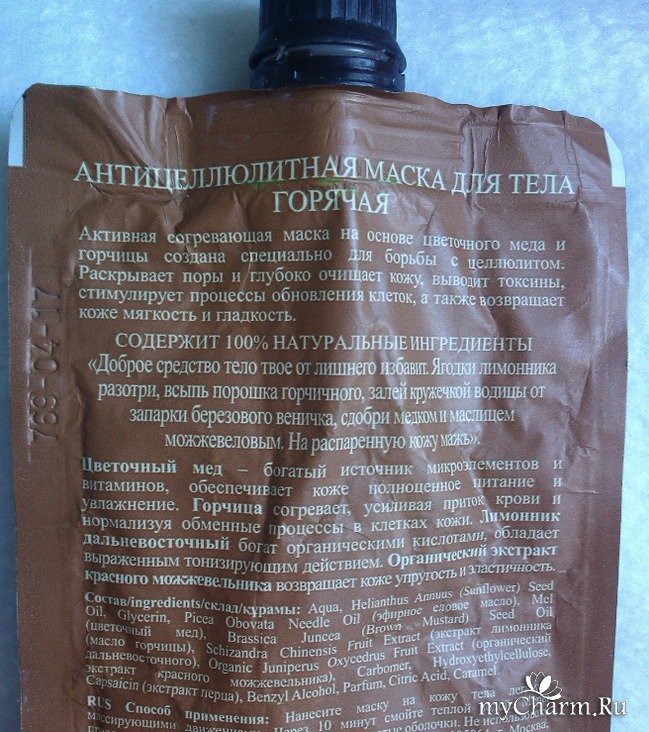 АНТИЦЕЛЛЮЛИТНАЯ МАСКА ДЛЯ ТЕЛА
ГОРЯЧАЯ
Активная согревающая маска на основе цветочного меда и
горчицы создана специально для борьбы с целлюлитом.
Раскрывает поры и глубоко очищает кожу, выводит токсины,
стимулирует процессы обновления клеток, а также возвращает
коже мягкость и гладкость.
СОДЕРЖИТ 100% НАТУРАЛЬНЫЕ ИНГРЕДИЕНТЫ
«Доброе средство тело твое от лишнего избавит. Ягодки лимонника
разотри, всыпь порошка горчичного, залей кружечкой водицы от
запарки березового веничка, сдобри медком и маслицем
можжевеловым. На распаренную кожу мажь».
Цветочный мед – богатый источник микроэлементов и
витаминов, обеспечивает коже полноценное питание и
увлажнение. Горчица согревает, усиливая приток крови и
нормализуя обменные процессы в клетках кожи. Лимонник
дальневосточный богат органическими кислотами, обладает
выраженным тонизирующим действием. Органический экстракт
красного можжевельника возвращает коже упругость и эластичность.
Состав/ingredients/склад/курамы: Aqua, Helianthus Annuus (Sunflower) Seed
Oil, Glycerin, Picea Obovata Needle Oil (эфирное еловое масло), Mel
(цветочный мед), Brassica Juncea (Brown Mustard) Seed Oil
(масло горчицы), Schizandra Chinensis Fruit Extract (экстракт лимонника
дальневосточного), Organic Juniperus Oxycedrus Fruit Extract (органический
экстракт красного можжевельника), Carbomer, Hydroxyethylcellulose,
Capsaicin (экстракт перца), Benzyl Alcohol, Parfum, Citric Acid, Caramel.
RUS Способ применения: Нанесите маску на кожу тела
массирующими движениями. Через 10 минут смойте теплой
оболочки. Не
Москва,
769-04-17
myCharm.Ru